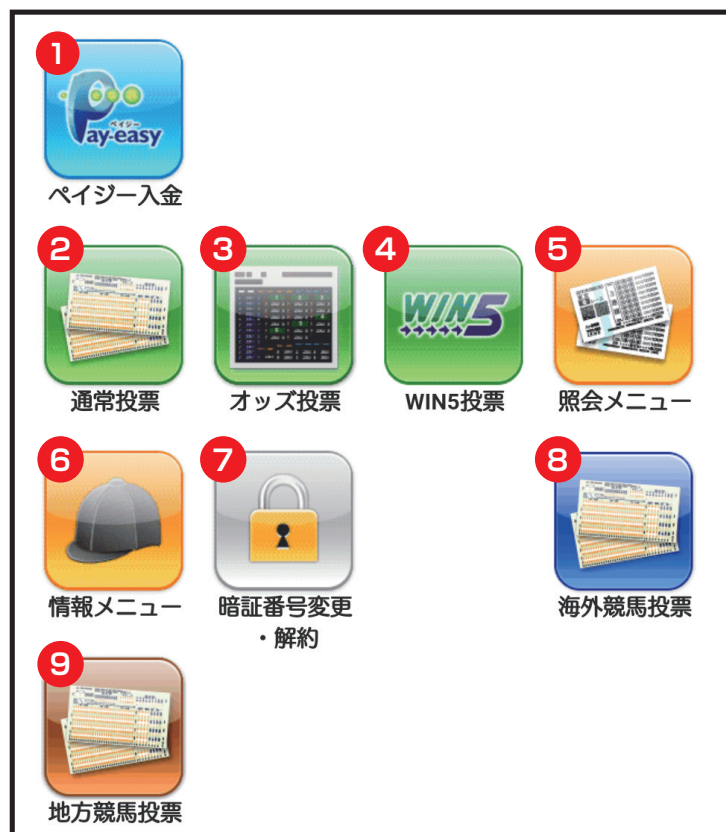 1
Pay-easy
ペイジー
ペイジー入金
2
3
4
5
WIN5
通常投票
オッズ投票
WIN5投票
照会メニュー
6
7
8
情報メニュー
暗証番号変更
・解約
海外競馬投票
9
地方競馬投票